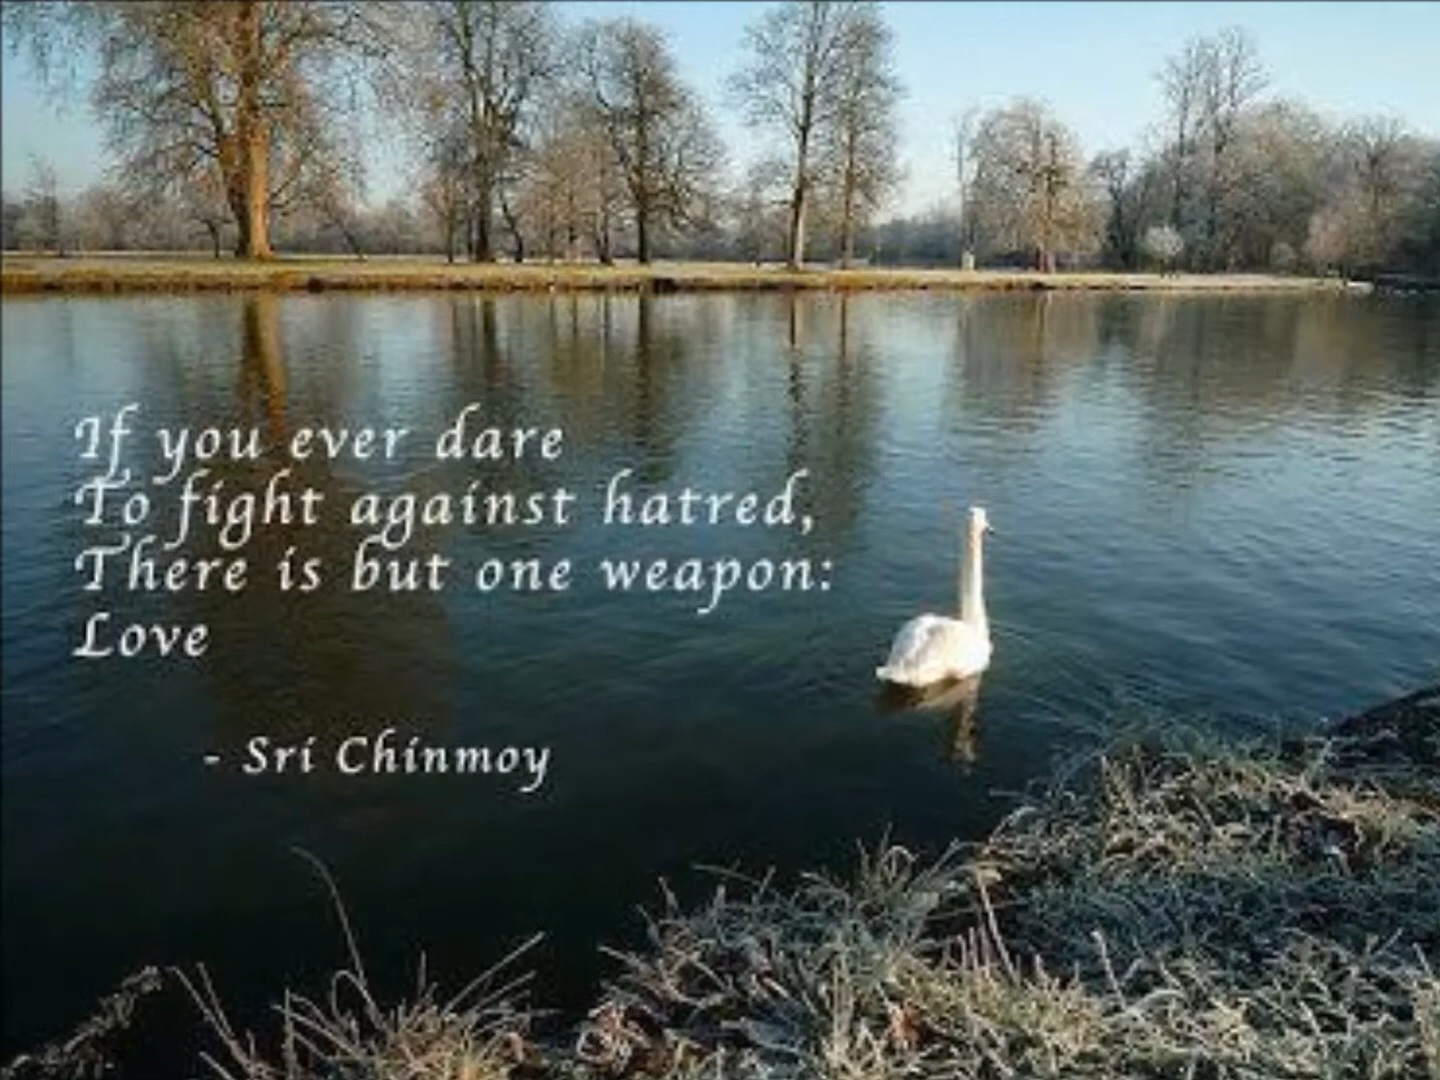 If you ever dare
To fight against hatred,
There is but one weapon:
Love
- Sri Chinmoy